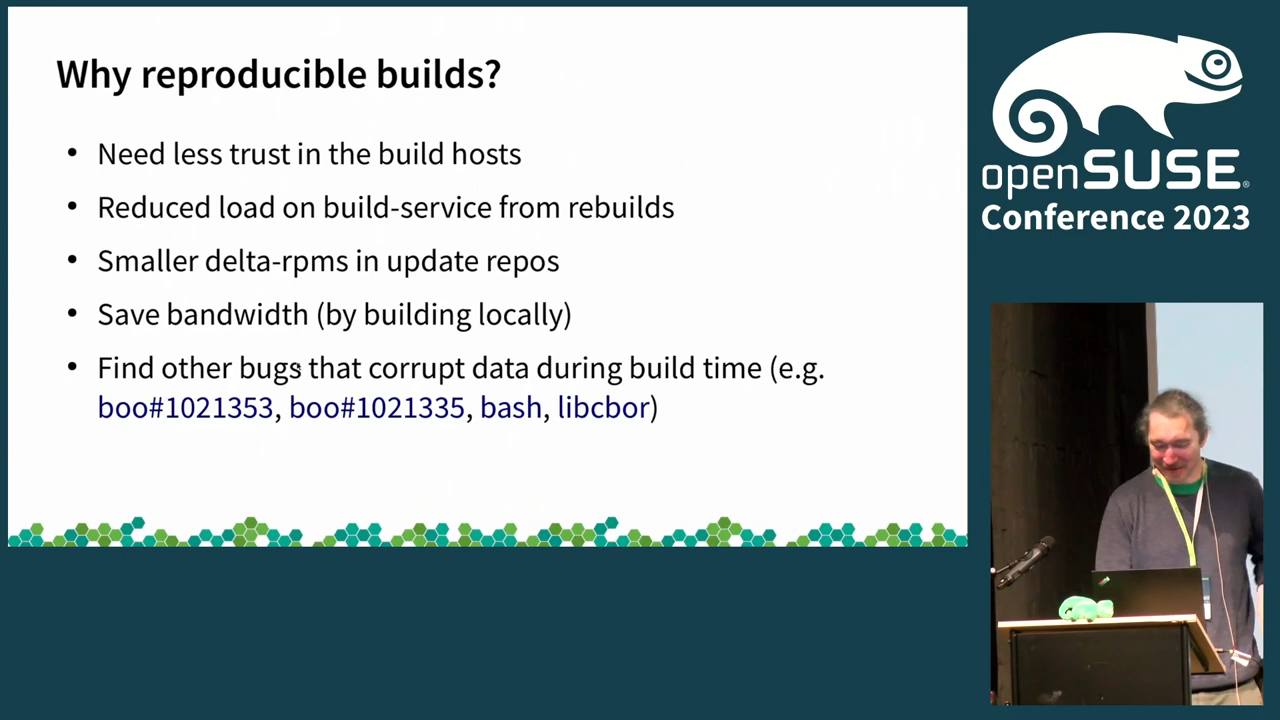 Why reproducible builds?
• Need less trust in the build hosts
• Reduced load on build-service from rebuilds
• Smaller delta-rpms in update repos
• Save bandwidth (by building locally)
• Find other bugs that corrupt data during build time (e.g.
boo#1021353, boo#1021335, bash, libcbor)
openSUSE®
Conference 2023